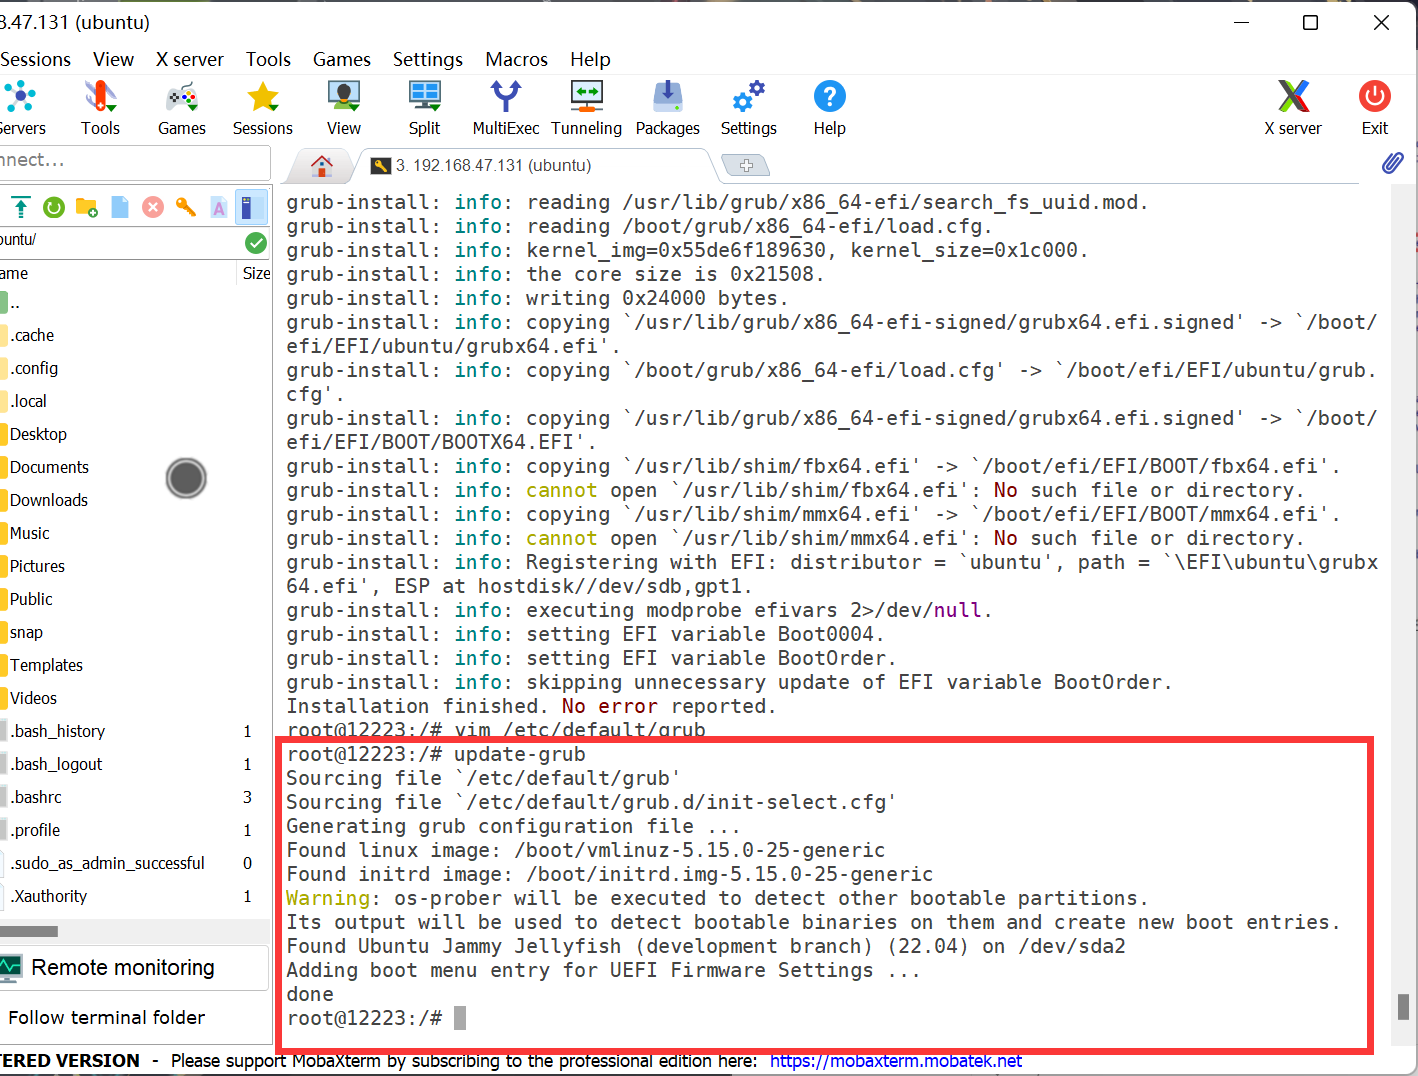 8.47.131 (ubuntu)
Sessions View X server Tools Games Settings Macros Help
Servers Tools Games Sessions View Split MultiExec Tunneling Packages Settings Help X server Exit
nnect...
3. 192.168.47.131 (ubuntu)
buntu/
ame Size
..
.cache
.config
.local
Desktop
Documents
Downloads
Music
Pictures
Public
snap
Templates
Videos
.bash_history 1
.bash_logout 1
.bashrc 3
.profile 1
.sudo_as_admin_successful 0
.Xauthority 1
Remote monitoring
Follow terminal folder
grub-install: info: reading /usr/lib/grub/x86_64-efi/search_fs_uuid.mod.
grub-install: info: reading /boot/grub/x86_64-efi/load.cfg.
grub-install: info: kernel_img=0x55de6f189630, kernel_size=0x1c000.
grub-install: info: the core size is 0x21508.
grub-install: info: writing 0x24000 bytes.
grub-install: info: copying `/usr/lib/grub/x86_64-efi-signed/grubx64.efi.signed' -> `/boot/
efi/EFI/ubuntu/grubx64.efi'.
grub-install: info: copying `/boot/grub/x86_64-efi/load.cfg' -> `/boot/efi/EFI/ubuntu/grub.
cfg'.
grub-install: info: copying `/usr/lib/grub/x86_64-efi-signed/grubx64.efi.signed' -> `/boot/
efi/EFI/BOOT/BOOTX64.EFI'.
grub-install: info: copying `/usr/lib/shim/fbx64.efi' -> `/boot/efi/EFI/BOOT/fbx64.efi'.
grub-install: info: cannot open `/usr/lib/shim/fbx64.efi': No such file or directory.
grub-install: info: copying `/usr/lib/shim/mmx64.efi' -> `/boot/efi/EFI/BOOT/mmx64.efi'.
grub-install: info: cannot open `/usr/lib/shim/mmx64.efi': No such file or directory.
grub-install: info: Registering with EFI: distributor = `ubuntu', path = `\EFI\ubuntu\grubx
64.efi', ESP at hostdisk//dev/sdb,gpt1.
grub-install: info: executing modprobe efivars 2>/dev/null.
grub-install: info: setting EFI variable Boot0004.
grub-install: info: setting EFI variable BootOrder.
grub-install: info: skipping unnecessary update of EFI variable BootOrder.
Installation finished. No error reported.
root@12223:/# vim /etc/default/grub
root@12223:/# update-grub
Sourcing file `/etc/default/grub'
Sourcing file `/etc/default/grub.d/init-select.cfg'
Generating grub configuration file ...
Found linux image: /boot/vmlinuz-5.15.0-25-generic
Found initrd image: /boot/initrd.img-5.15.0-25-generic
Warning: os-prober will be executed to detect other bootable partitions.
Its output will be used to detect bootable binaries on them and create new boot entries.
Found Ubuntu Jammy Jellyfish (development branch) (22.04) on /dev/sda2
Adding boot menu entry for UEFI Firmware Settings ...
done
root@12223:/#
TERED VERSION - Please support MobaXterm by subscribing to the professional edition here: https://mobaxterm.mobatek.net